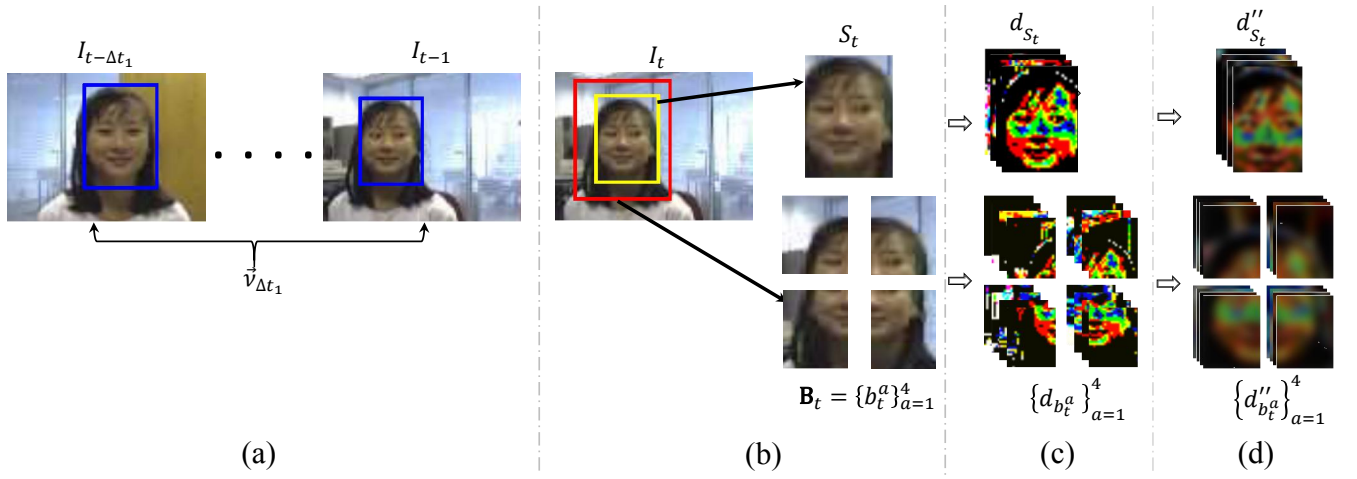 I_{t−Δt_1}
I_{t−1}
I_t
S_t
d_{S_t}
d''_{S_t}
. . . .
v⃗_{Δt_1}
𝐁_t = {b_t^a}_{a=1}^4
{d_{b_t^a}}_{a=1}^4
{d''_{b_t^a}}_{a=1}^4
(a)
(b)
(c)
(d)